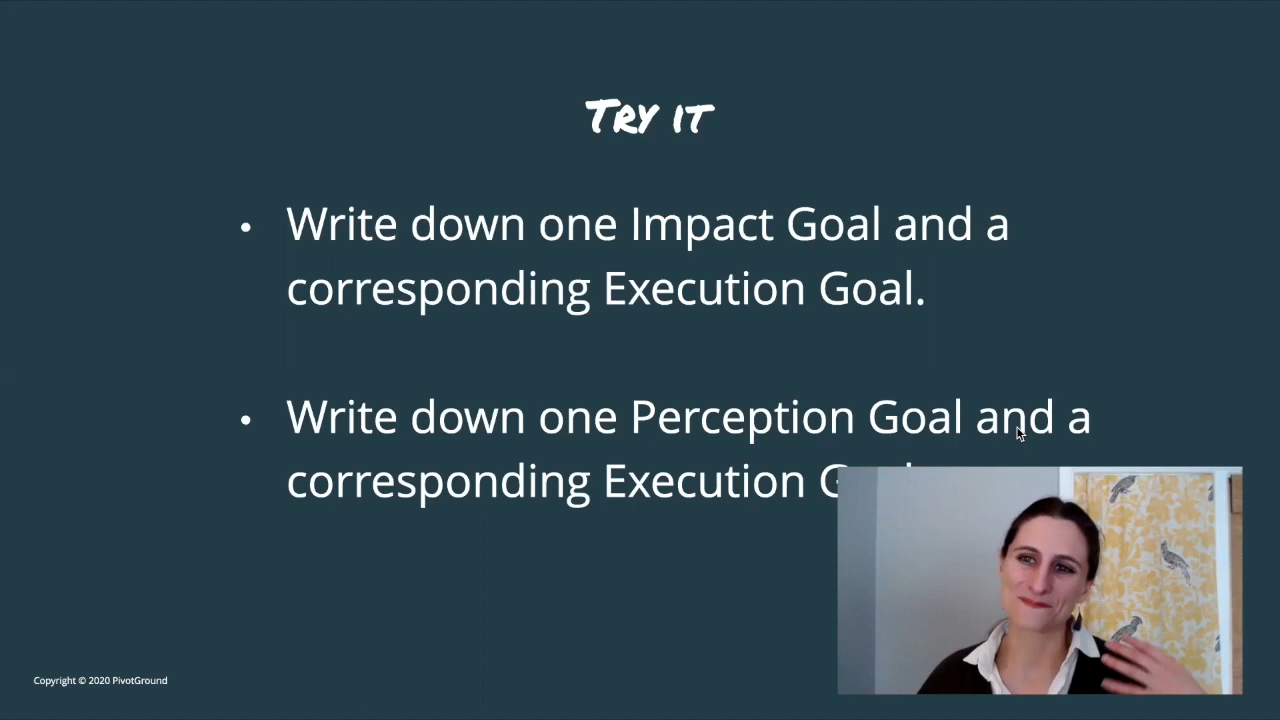 TRY IT
• Write down one Impact Goal and a
corresponding Execution Goal.
• Write down one Perception Goal and a
corresponding Execution
Copyright © 2020 PivotGround